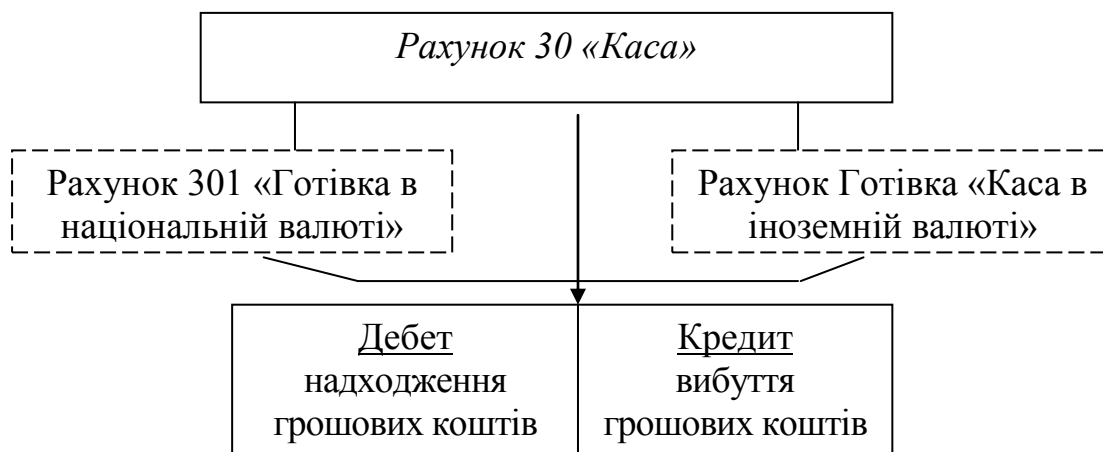 Рахунок 30 «Каса»
Рахунок 301 «Готівка в
національній валюті»
Рахунок Готівка «Каса в
іноземній валюті»
Дебет
надходження
грошових коштів
Кредит
вибуття
грошових коштів